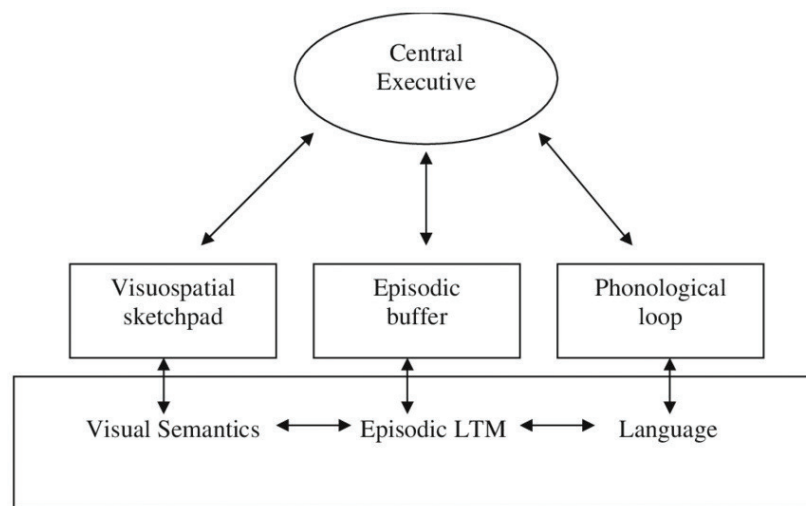 Central
Executive
Visuospatial
sketchpad
Episodic
buffer
Phonological
loop
Visual Semantics
Episodic LTM
Language